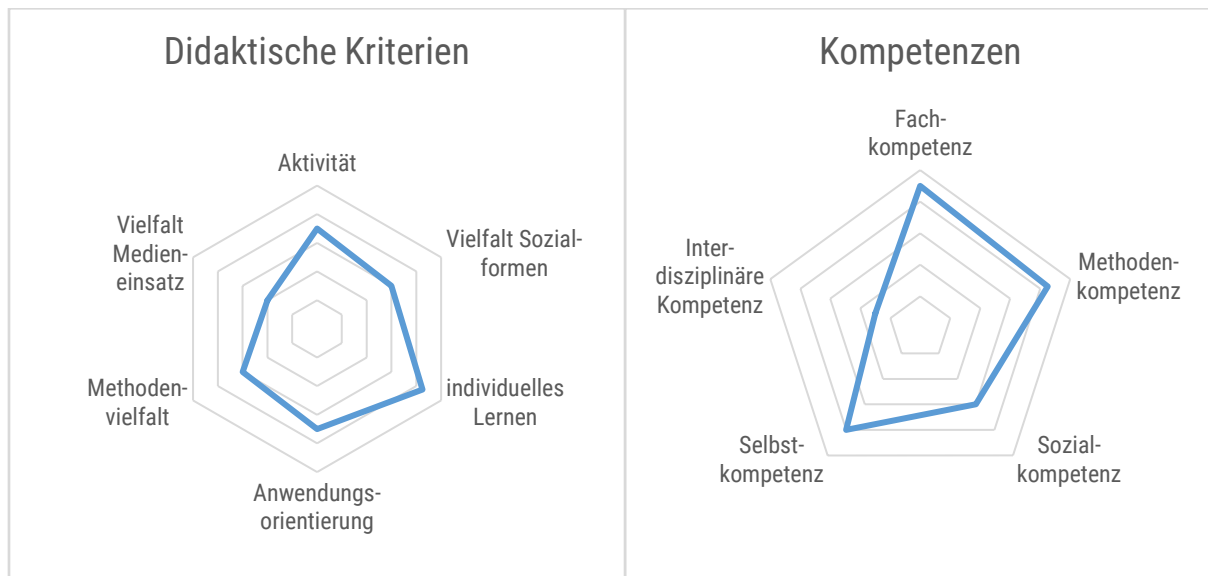 Didaktische Kriterien
Aktivität
Vielfalt Sozial-
formen
individuelles
Lernen
Anwendungs-
orientierung
Methoden-
vielfalt
Vielfalt
Medien-
einsatz
Kompetenzen
Fach-
kompetenz
Methoden-
kompetenz
Sozial-
kompetenz
Selbst-
kompetenz
Inter-
disziplinäre
Kompetenz